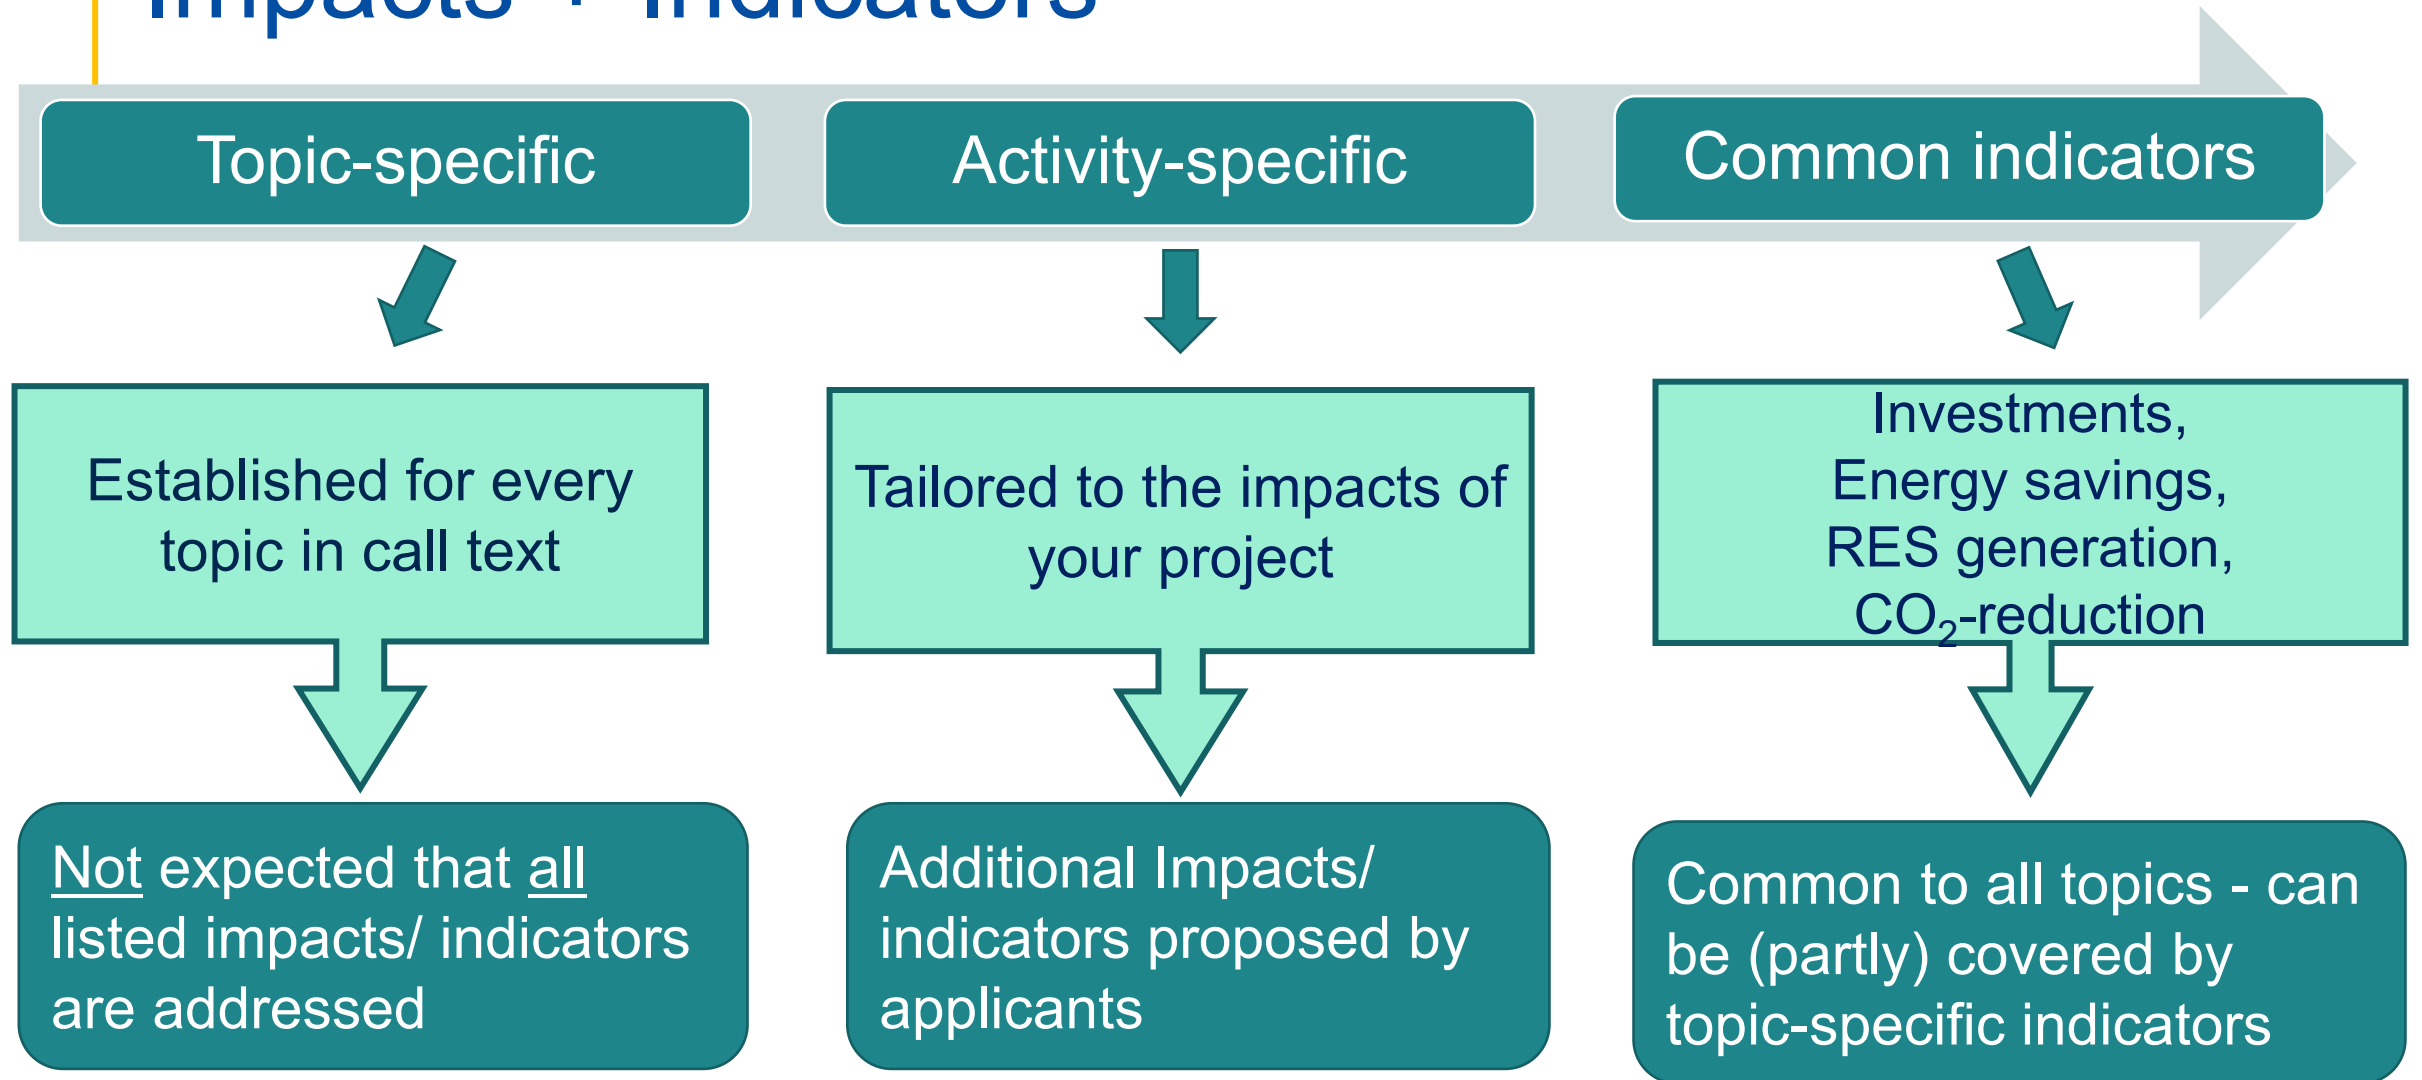 Impacts + Indicators
Topic-specific
Activity-specific
Common indicators
Established for every
topic in call text
Tailored to the impacts of
your project
Investments,
Energy savings,
RES generation,
CO₂-reduction
Not expected that all
listed impacts/ indicators
are addressed
Additional Impacts/
indicators proposed by
applicants
Common to all topics - can
be (partly) covered by
topic-specific indicators